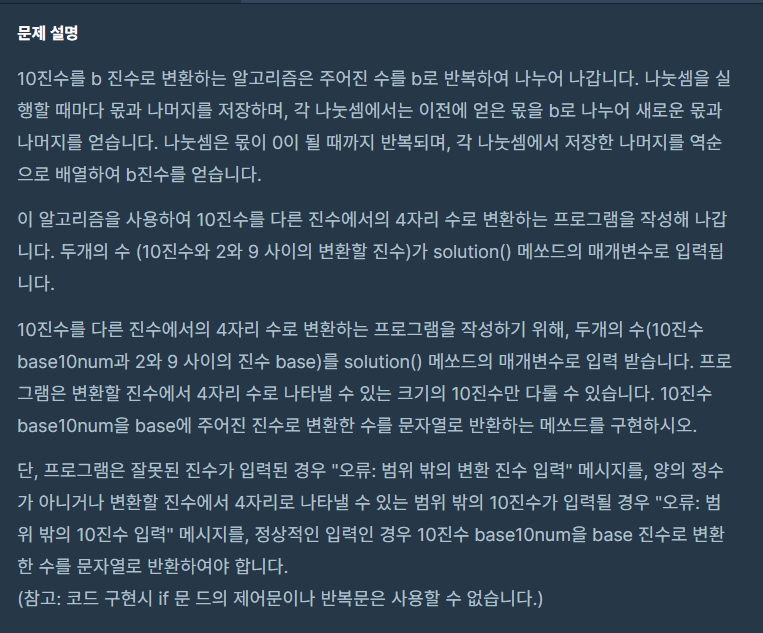 문제 설명
10진수를 b 진수로 변환하는 알고리즘은 주어진 수를 b로 반복하여 나누어 나갑니다. 나눗셈을 실
행할 때마다 몫과 나머지를 저장하며, 각 나눗셈에서는 이전에 얻은 몫을 b로 나누어 새로운 몫과
나머지를 얻습니다. 나눗셈은 몫이 0이 될 때까지 반복되며, 각 나눗셈에서 저장한 나머지를 역순
으로 배열하여 b진수를 얻습니다.
이 알고리즘을 사용하여 10진수를 다른 진수에서의 4자리 수로 변환하는 프로그램을 작성해 나갑
니다. 두개의 수 (10진수와 2와 9 사이의 변환할 진수)가 solution() 메쏘드의 매개변수로 입력됩
니다.
10진수를 다른 진수에서의 4자리 수로 변환하는 프로그램을 작성하기 위해, 두개의 수(10진수
base10num과 2와 9 사이의 진수 base)를 solution() 메쏘드의 매개변수로 입력 받습니다. 프로
그램은 변환할 진수에서 4자리 수로 나타낼 수 있는 크기의 10진수만 다룰 수 있습니다. 10진수
base10num을 base에 주어진 진수로 변환한 수를 문자열로 반환하는 메쏘드를 구현하시오.
단, 프로그램은 잘못된 진수가 입력된 경우 "오류: 범위 밖의 변환 진수 입력" 메시지를, 양의 정수
가 아니거나 변환할 진수에서 4자리로 나타낼 수 있는 범위 밖의 10진수가 입력될 경우 "오류: 범
위 밖의 10진수 입력" 메시지를, 정상적인 입력인 경우 10진수 base10num을 base 진수로 변환
한 수를 문자열로 반환하여야 합니다.
(참고: 코드 구현시 if 문 드의 제어문이나 반복문은 사용할 수 없습니다.)